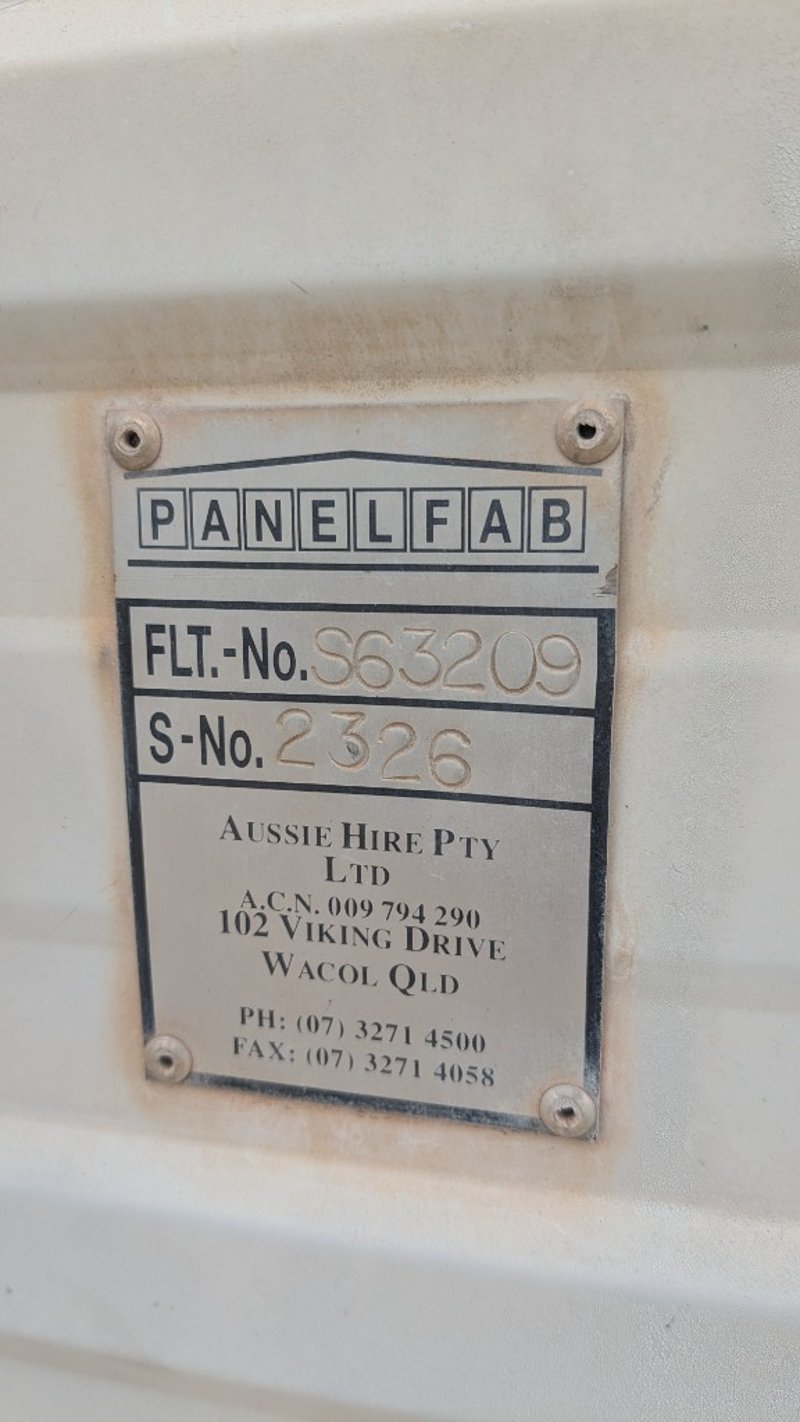 PANELFAB
FLT.-No. S63209
S-No. 2326
AUSSIE HIRE PTY
LTD
A.C.N. 009 794 290
102 VIKING DRIVE
WACOL QLD
PH: (07) 3271 4500
FAX: (07) 3271 4058